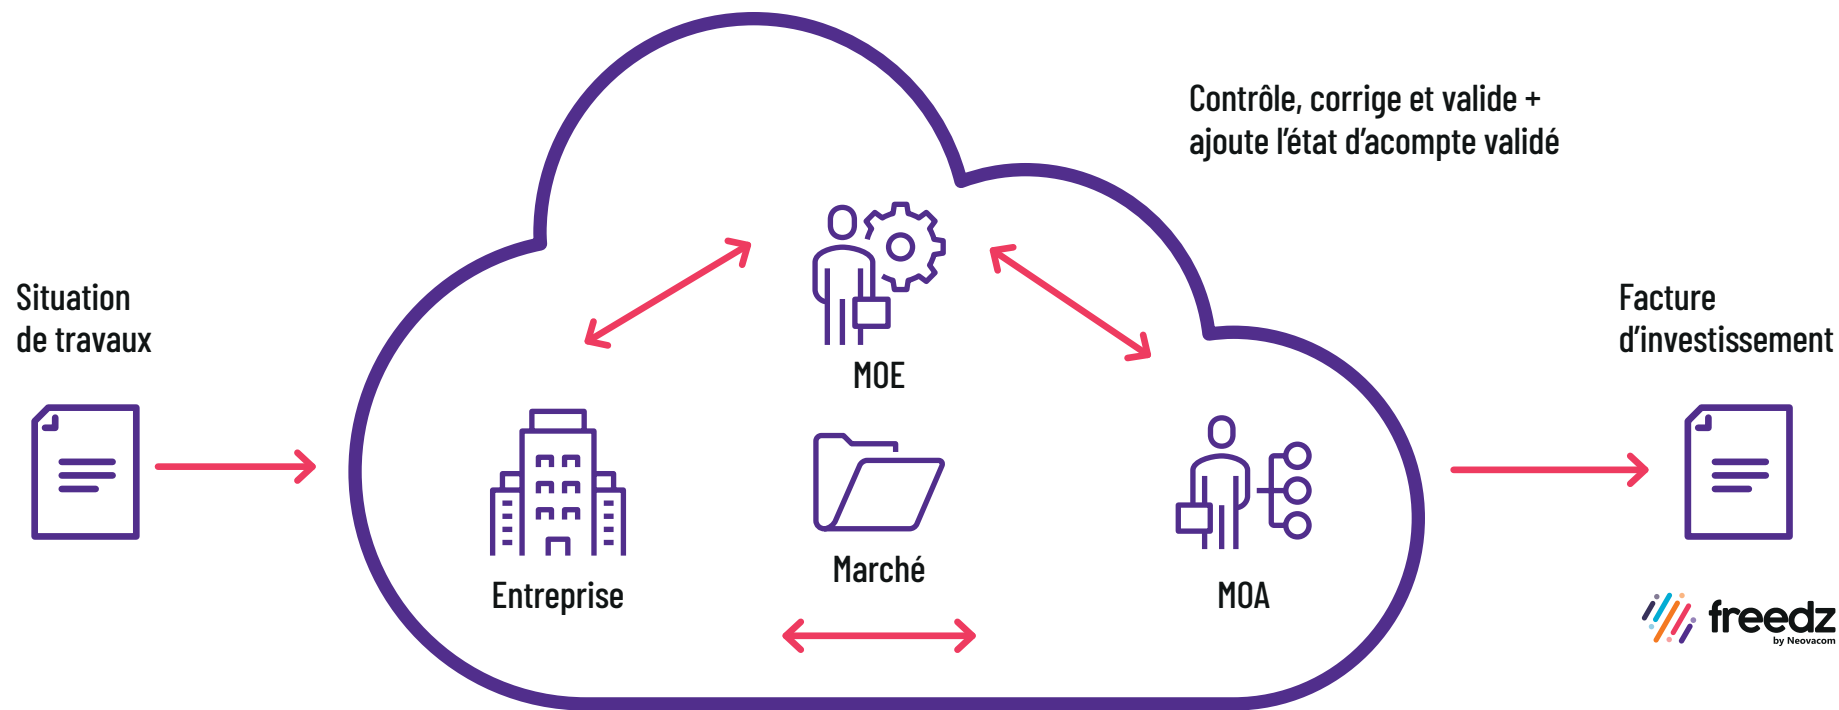 Contrôle, corrige et valide +
ajoute l’état d’acompte validé
Situation
de travaux
Facture
d’investissement
MOE
Marché
Entreprise
MOA
freedz
by Neovacom